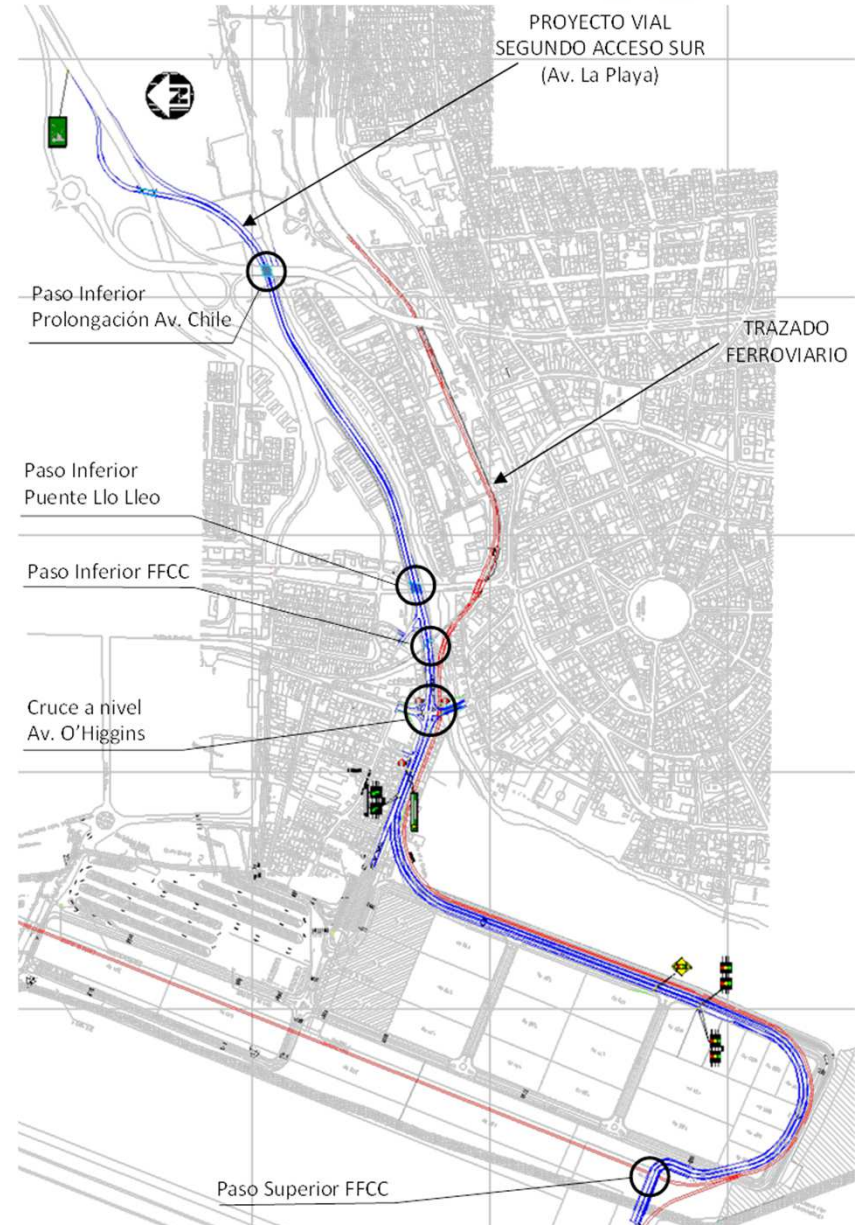 PROYECTO VIAL
SEGUNDO ACCESO SUR
(Av. La Playa)
Paso Inferior
Prolongación Av. Chile
TRAZADO
FERROVIARIO
Paso Inferior
Puente Llo Lleo
Paso Inferior FFCC
Cruce a nivel
Av. O'Higgins
Paso Superior FFCC